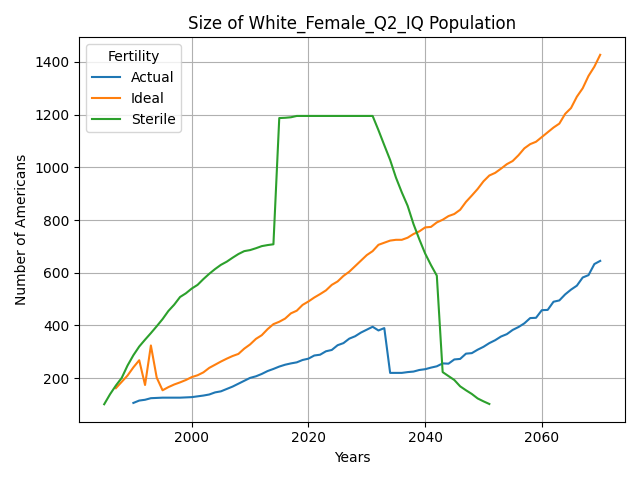 Size of White_Female_Q2_IQ Population
Fertility
Actual
Ideal
Sterile
Number of Americans
1400
1200
1000
800
600
400
200
2000
2020
2040
2060
Years